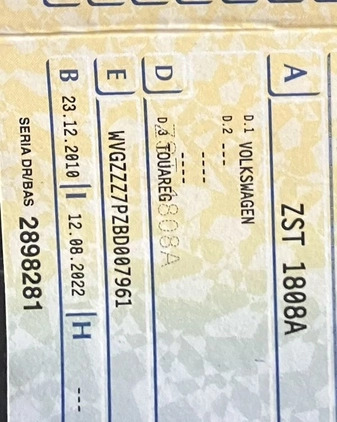 A ZST 1808A
D.1 VOLKSWAGEN
D.2 ---
----
----
D D.3 TOUAREG
E WVGZZZ7PZBD007961
B 23.12.2010 I 12.08.2022 H ---
SERIA DR/BAS 2898281